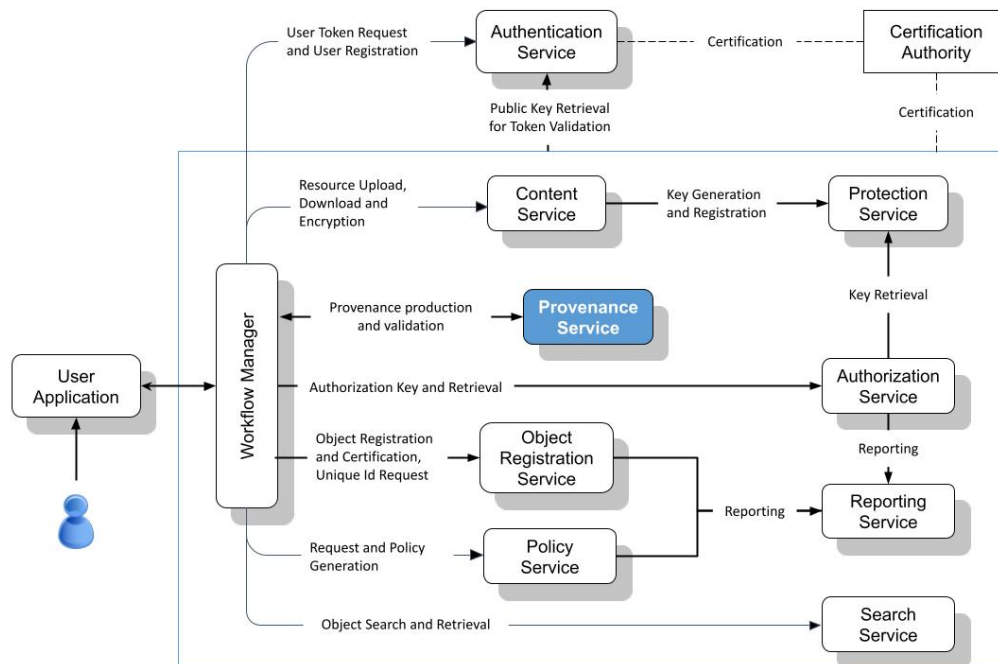 User Token Request
and User Registration
Authentication
Service
Certification
Certification
Authority
Public Key Retrieval
for Token Validation
Certification
Resource Upload,
Download and
Encryption
Content
Service
Key Generation
and Registration
Protection
Service
Provenance production
and validation
Provenance
Service
Key Retrieval
User
Application
Workflow Manager
Authorization Key and Retrieval
Authorization
Service
Object Registration
and Certification,
Unique Id Request
Object
Registration
Service
Reporting
Reporting
Reporting
Service
Request and Policy
Generation
Policy
Service
Object Search and Retrieval
Search
Service